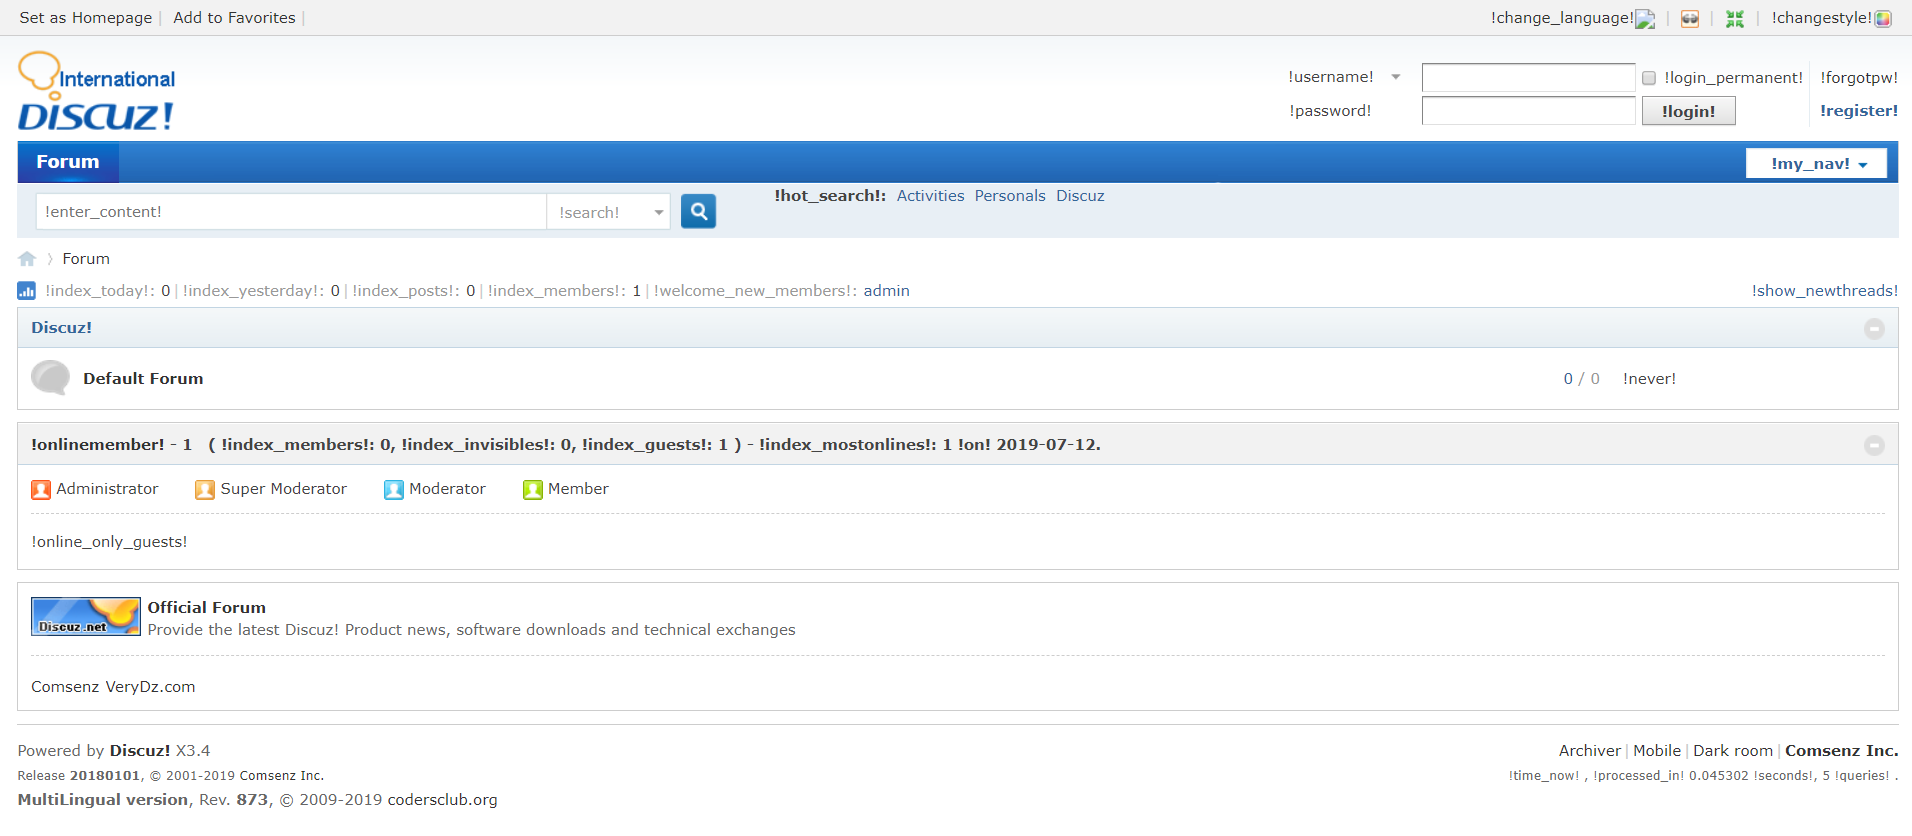 Set as Homepage | Add to Favorites |
!change_language! | | | !changestyle!
International
Discuz!
!username! !login_permanent! !forgotpw!
!password! !login! !register!
Forum !my_nav!
!enter_content! !search! !hot_search!: Activities Personals Discuz
Forum
!index_today!: 0 | !index_yesterday!: 0 | !index_posts!: 0 | !index_members!: 1 | !welcome_new_members!: admin !show_newthreads!
Discuz!
Default Forum 0 / 0 !never!
!onlinemember! - 1 ( !index_members!: 0, !index_invisibles!: 0, !index_guests!: 1 ) - !index_mostonlines!: 1 !on! 2019-07-12.
Administrator Super Moderator Moderator Member
!online_only_guests!
Discuz.net
Official Forum
Provide the latest Discuz! Product news, software downloads and technical exchanges
Comsenz VeryDz.com
Powered by Discuz! X3.4
Release 20180101, © 2001-2019 Comsenz Inc.
MultiLingual version, Rev. 873, © 2009-2019 codersclub.org
Archiver | Mobile | Dark room | Comsenz Inc.
!time_now! , !processed_in! 0.045302 !seconds!, 5 !queries! .